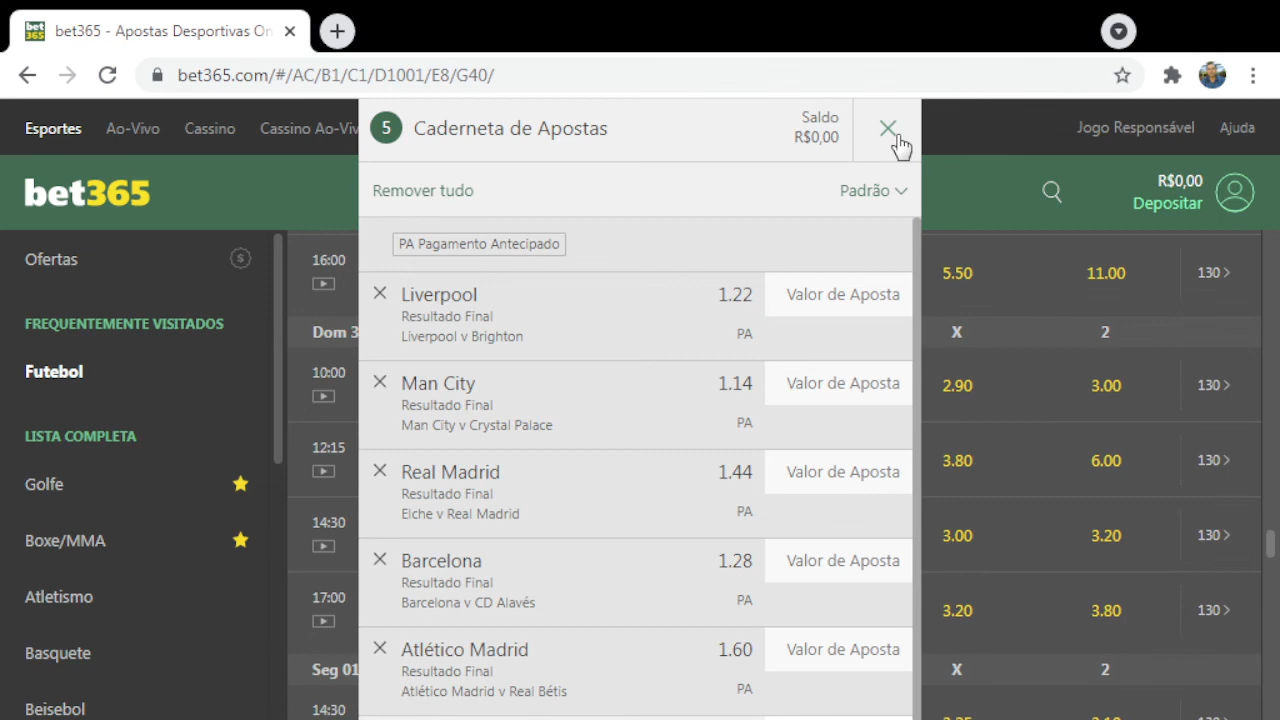 bet365 - Apostas Desportivas On
bet365.com/#/AC/B1/C1/D1001/E8/G40/
Esportes Ao-Vivo Cassino Cassino Ao-Viv
5 Caderneta de Apostas
Saldo
R$0,00
Jogo Responsável Ajuda
bet365
Remover tudo Padrão
R$0,00
Depositar
Ofertas
FREQUENTEMENTE VISITADOS
Futebol
LISTA COMPLETA
Golfe
Boxe/MMA
Atletismo
Basquete
Beisebol
16:00
Dom 3
10:00
12:15
14:30
17:00
Seg 01
14:30
PA Pagamento Antecipado
Liverpool 1.22 Valor de Aposta
Resultado Final
Liverpool v Brighton PA
Man City 1.14 Valor de Aposta
Resultado Final
Man City v Crystal Palace PA
Real Madrid 1.44 Valor de Aposta
Resultado Final
Elche v Real Madrid PA
Barcelona 1.28 Valor de Aposta
Resultado Final
Barcelona v CD Alavés PA
Atlético Madrid 1.60 Valor de Aposta
Resultado Final
Atlético Madrid v Real Bétis PA
5.50 11.00 130
X 2
2.90 3.00 130
3.80 6.00 130
3.00 3.20 130
3.20 3.80 130
X 2